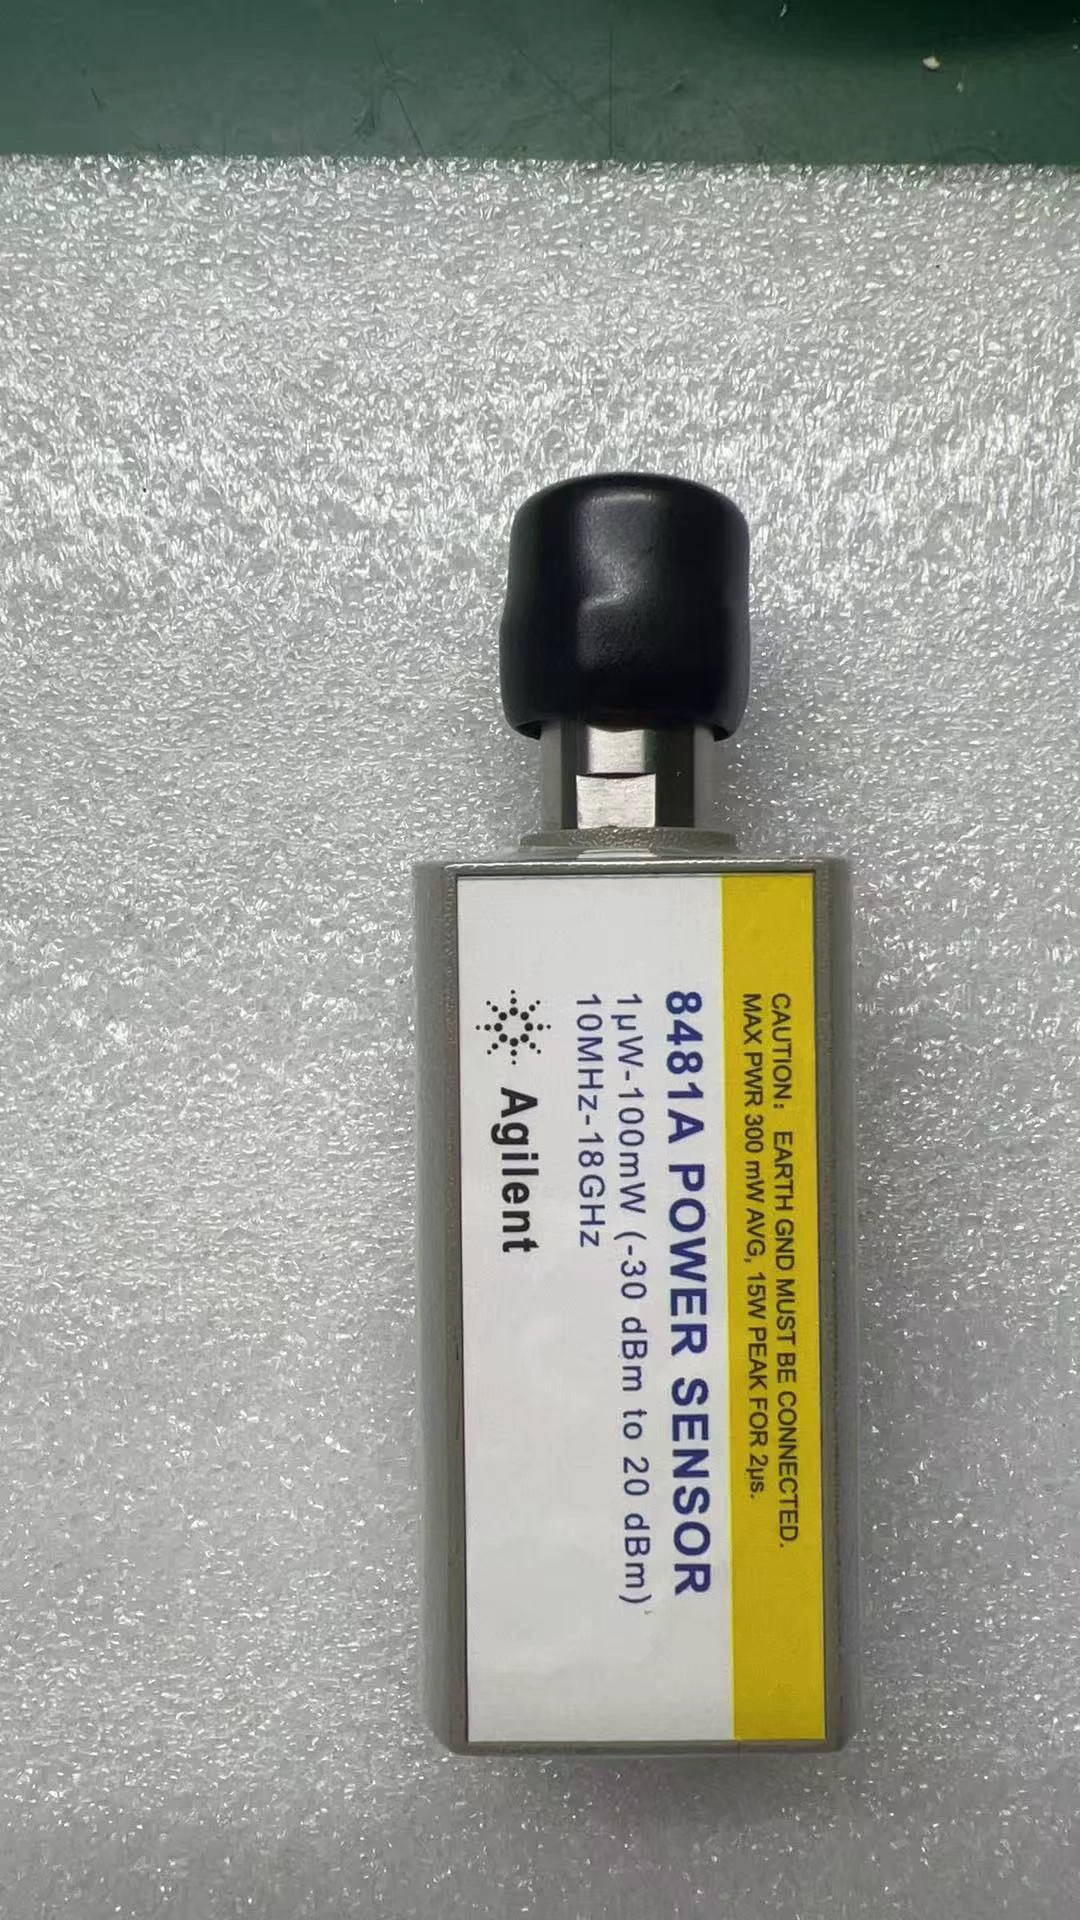 CAUTION: EARTH GND MUST BE CONNECTED.
MAX PWR 300 mW AVG, 15W PEAK FOR 2µs.
8481A POWER SENSOR
1µW-100mW (-30 dBm to 20 dBm)
10MHz-18GHz
Agilent